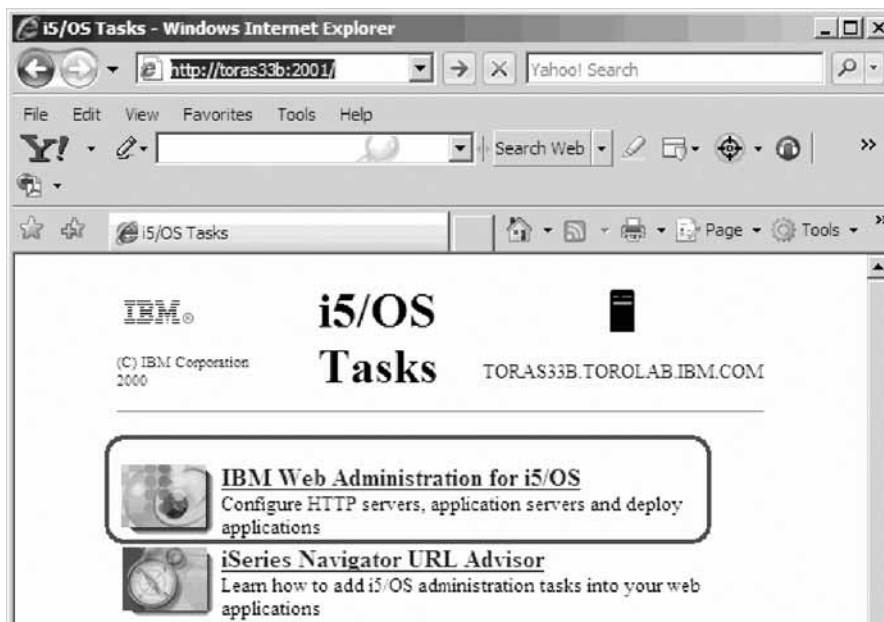 i5/OS Tasks - Windows Internet Explorer
http://toras33b:2001/
Yahoo! Search
File Edit View Favorites Tools Help
Y! Search Web »
i5/OS Tasks Page Tools »
IBM® i5/OS Tasks
(C) IBM Corporation 2000
TORAS33B.TOROLAB.IBM.COM
IBM Web Administration for i5/OS
Configure HTTP servers, application servers and deploy
applications
iSeries Navigator URL Advisor
Learn how to add i5/OS administration tasks into your web
applications